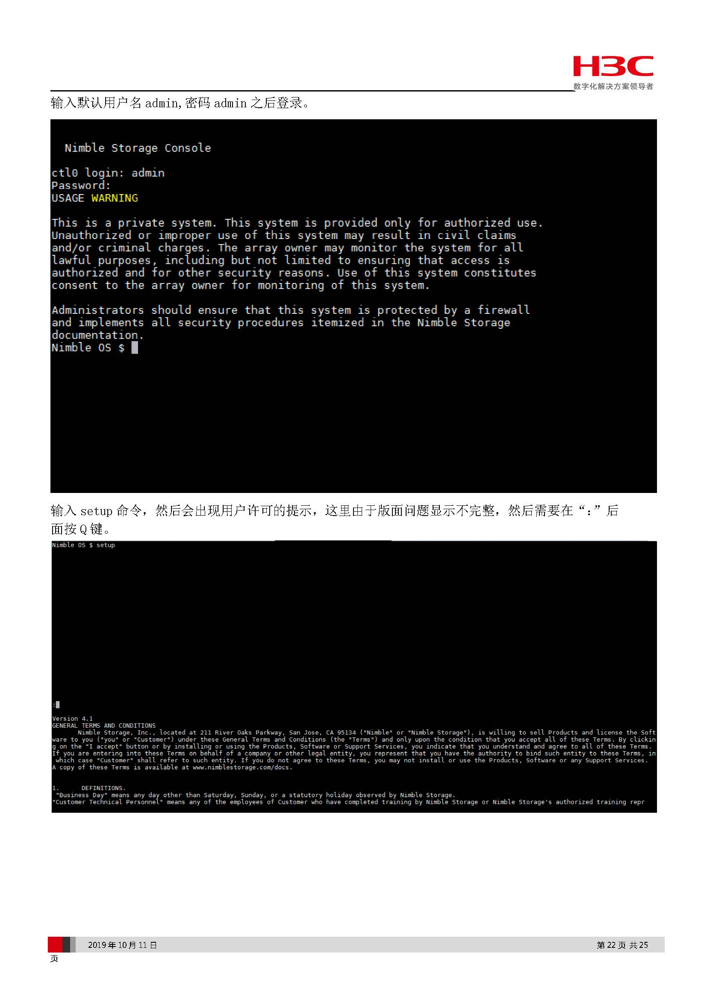 H3C
数字化解决方案领导者
输入默认用户名 admin,密码 admin 之后登录。
Nimble Storage Console
ctl0 login: admin
Password:
USAGE WARNING
This is a private system. This system is provided only for authorized use.
Unauthorized or improper use of this system may result in civil claims
and/or criminal charges. The array owner may monitor the system for all
lawful purposes, including but not limited to ensuring that access is
authorized and for other security reasons. Use of this system constitutes
consent to the array owner for monitoring of this system.
Administrators should ensure that this system is protected by a firewall
and implements all security procedures itemized in the Nimble Storage
documentation.
Nimble OS $
输入 setup 命令，然后会出现用户许可的提示，这里由于版面问题显示不完整，然后需要在“：”后
面按 Q 键。
Nimble OS $ setup
:
Version 4.1
GENERAL TERMS AND CONDITIONS
Nimble Storage, Inc., located at 211 River Oaks Parkway, San Jose, CA 95134 ("Nimble" or "Nimble Storage"), is willing to sell Products and license the Soft
ware to you ("you" or "Customer") under these General Terms and Conditions (the "Terms") and only upon the condition that you accept all of these Terms. By clickin
g on the "I accept" button or by installing or using the Products, Software or Support Services, you indicate that you understand and agree to all of these Terms.
If you are entering into these Terms on behalf of a company or other legal entity, you represent that you have the authority to bind such entity to these Terms, in
which case "Customer" shall refer to such entity. If you do not agree to these Terms, you may not install or use the Products, Software or any Support Services.
A copy of these Terms is available at www.nimblestorage.com/docs.
1. DEFINITIONS.
"Business Day" means any day other than Saturday, Sunday, or a statutory holiday observed by Nimble Storage.
"Customer Technical Personnel" means any of the employees of Customer who have completed training by Nimble Storage or Nimble Storage's authorized training repr
2019 年 10 月 11 日 第 22 页 共 25
页